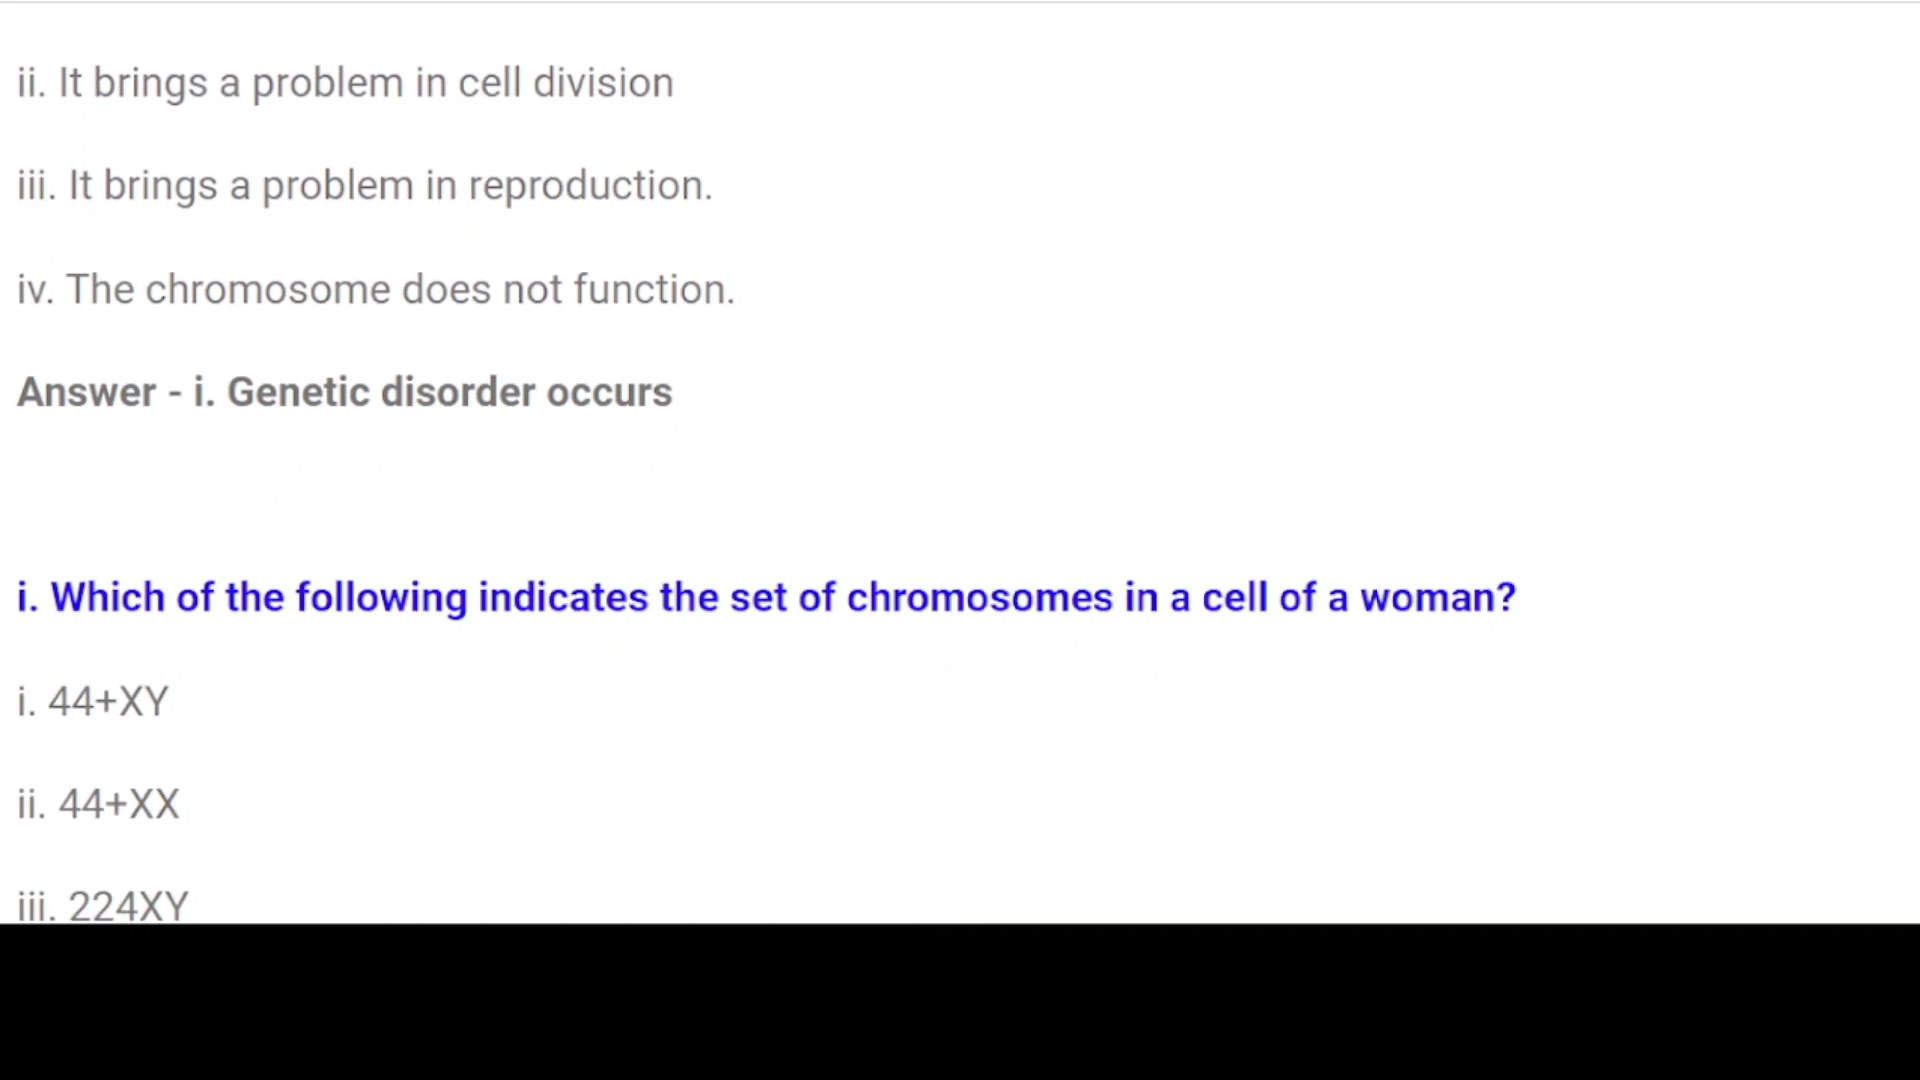 ii. It brings a problem in cell division
iii. It brings a problem in reproduction.
iv. The chromosome does not function.
Answer - i. Genetic disorder occurs
i. Which of the following indicates the set of chromosomes in a cell of a woman?
i. 44+XY
ii. 44+XX
iii. 224XY